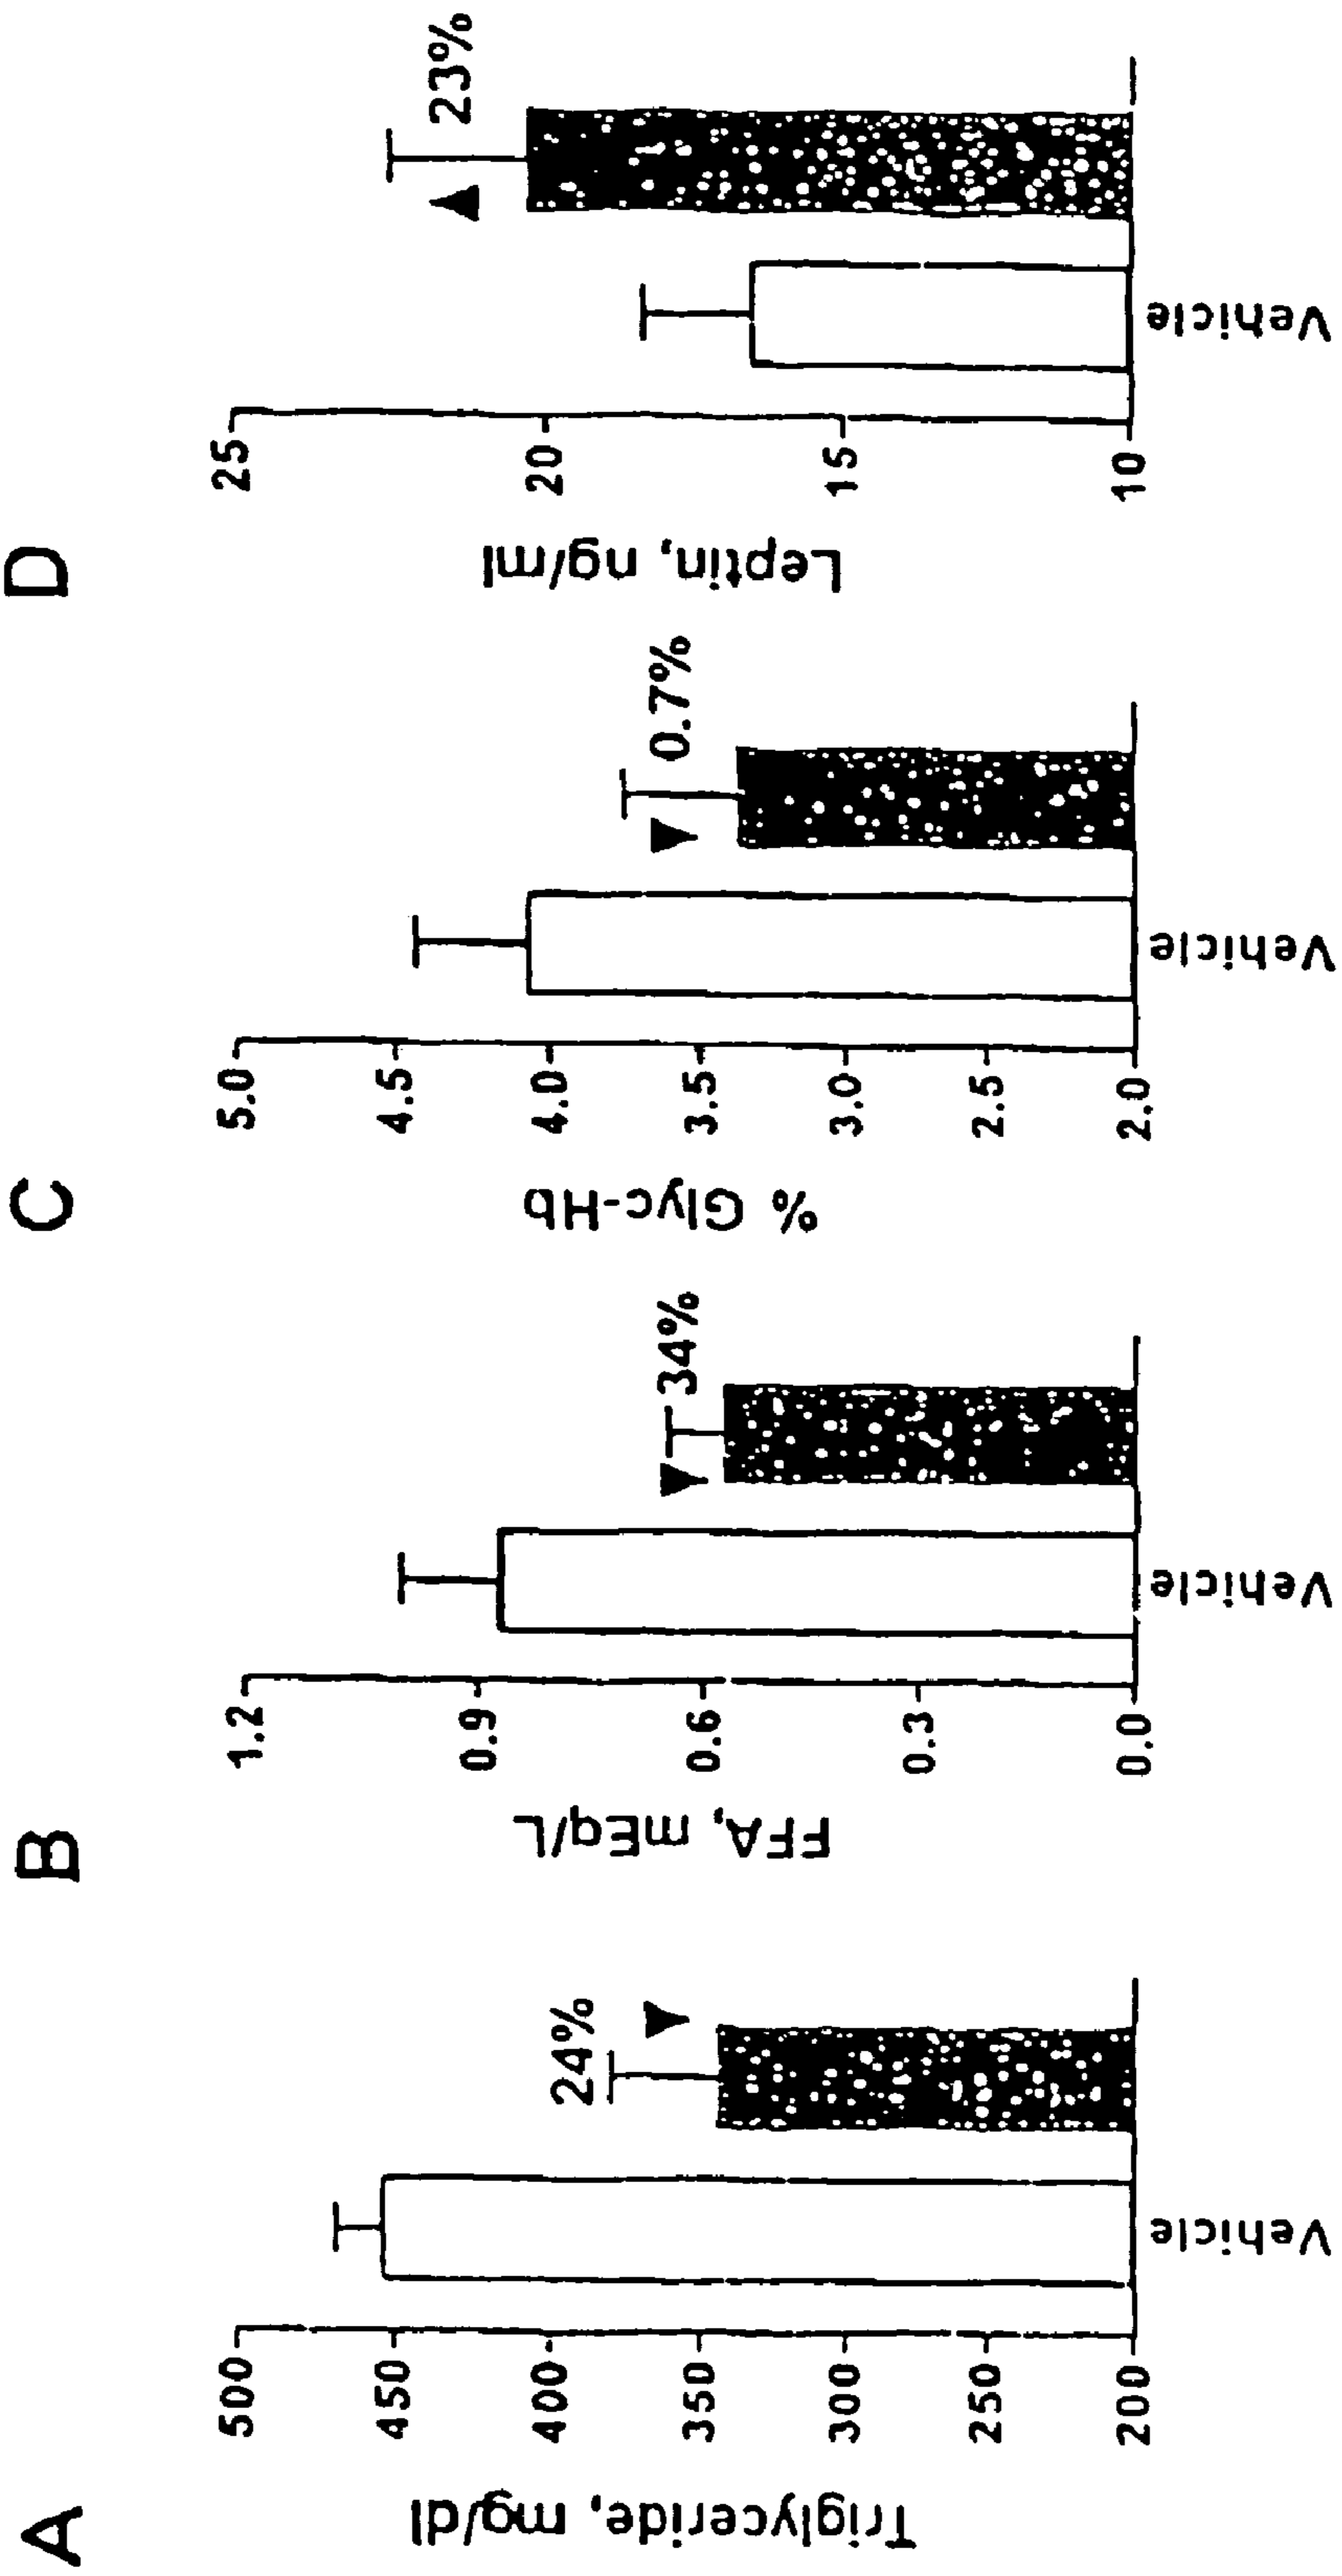 A
Triglyceride, mg/dl
500
450
400
350
300
250
200
24%
Vehicle
B
FFA, mEq/L
1.2
0.9
0.6
0.3
0.0
34%
Vehicle
C
% Glyc-Hb
5.0
4.5
4.0
3.5
3.0
2.5
2.0
0.7%
Vehicle
D
Leptin, ng/ml
25
20
15
10
23%
Vehicle